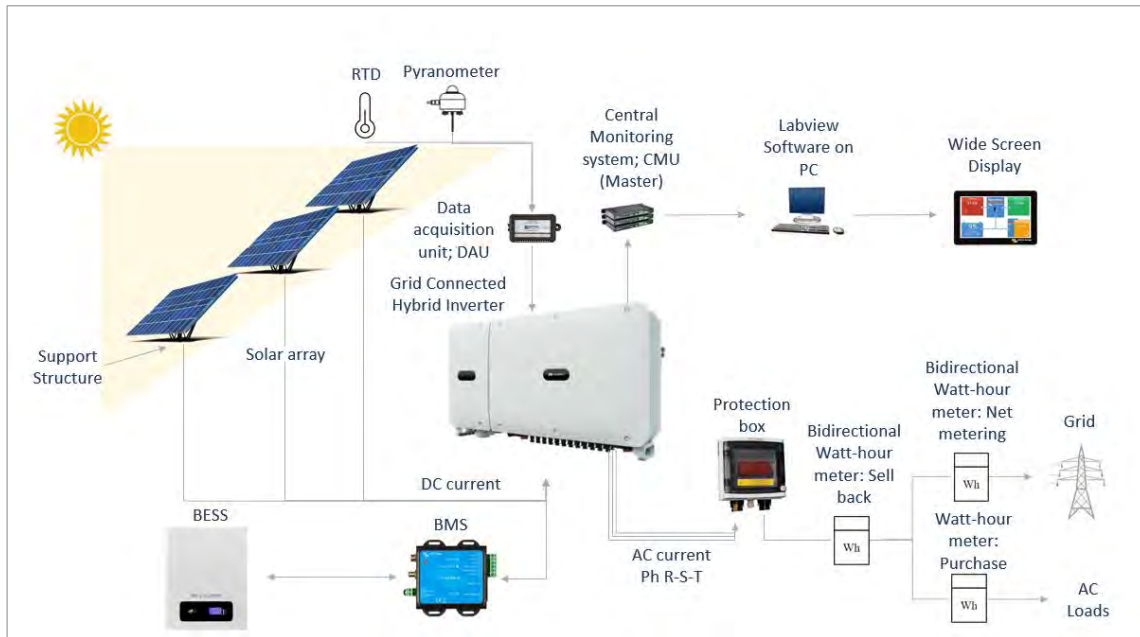 RTD
Pyranometer
Central
Monitoring
system; CMU
(Master)
Labview
Software on
PC
Wide Screen
Display
Data
acquisition
unit; DAU
Grid Connected
Hybrid Inverter
Support
Structure
Solar array
DC current
BESS
BMS
AC current
Ph R-S-T
Protection
box
Bidirectional
Watt-hour
meter: Sell
back
Wh
Bidirectional
Watt-hour
meter: Net
metering
Wh
Grid
Watt-hour
meter:
Purchase
Wh
AC
Loads